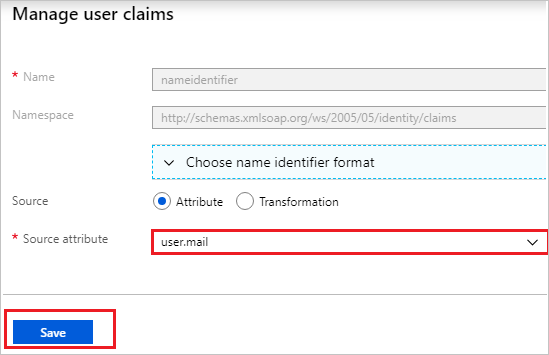 Manage user claims
* Name
nameidentifier
Namespace
http://schemas.xmlsoap.org/ws/2005/05/identity/claims
Choose name identifier format
Source
Attribute
Transformation
* Source attribute
user.mail
Save